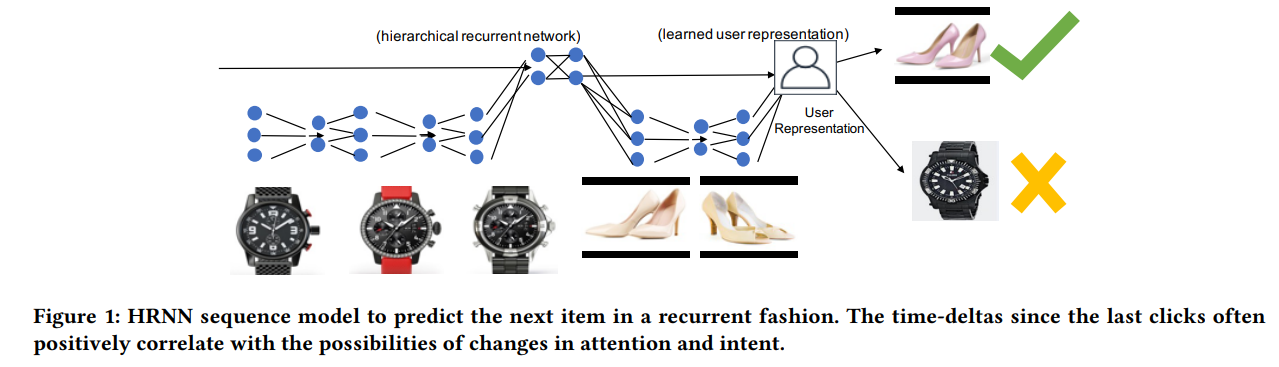 (hierarchical recurrent network)
(learned user representation)
User
Representation
Figure 1: HRNN sequence model to predict the next item in a recurrent fashion. The time-deltas since the last clicks often
positively correlate with the possibilities of changes in attention and intent.